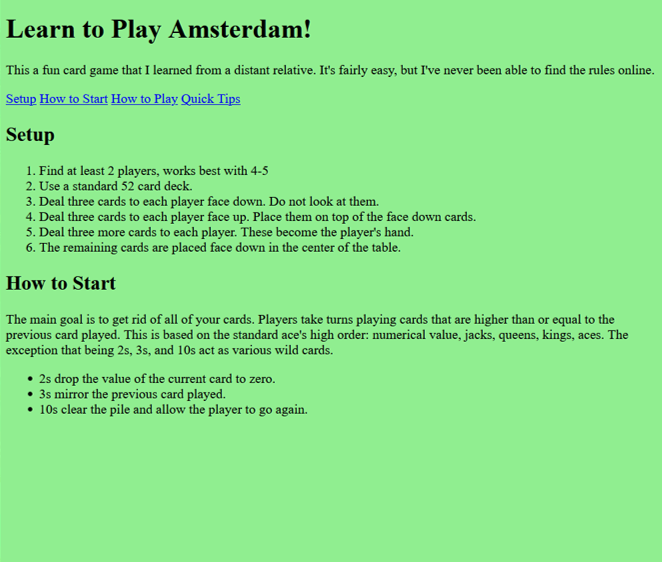 Learn to Play Amsterdam!
This a fun card game that I learned from a distant relative. It's fairly easy, but I've never been able to find the rules online.
Setup How to Start How to Play Quick Tips
Setup
1. Find at least 2 players, works best with 4-5
2. Use a standard 52 card deck.
3. Deal three cards to each player face down. Do not look at them.
4. Deal three cards to each player face up. Place them on top of the face down cards.
5. Deal three more cards to each player. These become the player's hand.
6. The remaining cards are placed face down in the center of the table.
How to Start
The main goal is to get rid of all of your cards. Players take turns playing cards that are higher than or equal to the
previous card played. This is based on the standard ace's high order: numerical value, jacks, queens, kings, aces. The
exception that being 2s, 3s, and 10s act as various wild cards.
• 2s drop the value of the current card to zero.
• 3s mirror the previous card played.
• 10s clear the pile and allow the player to go again.